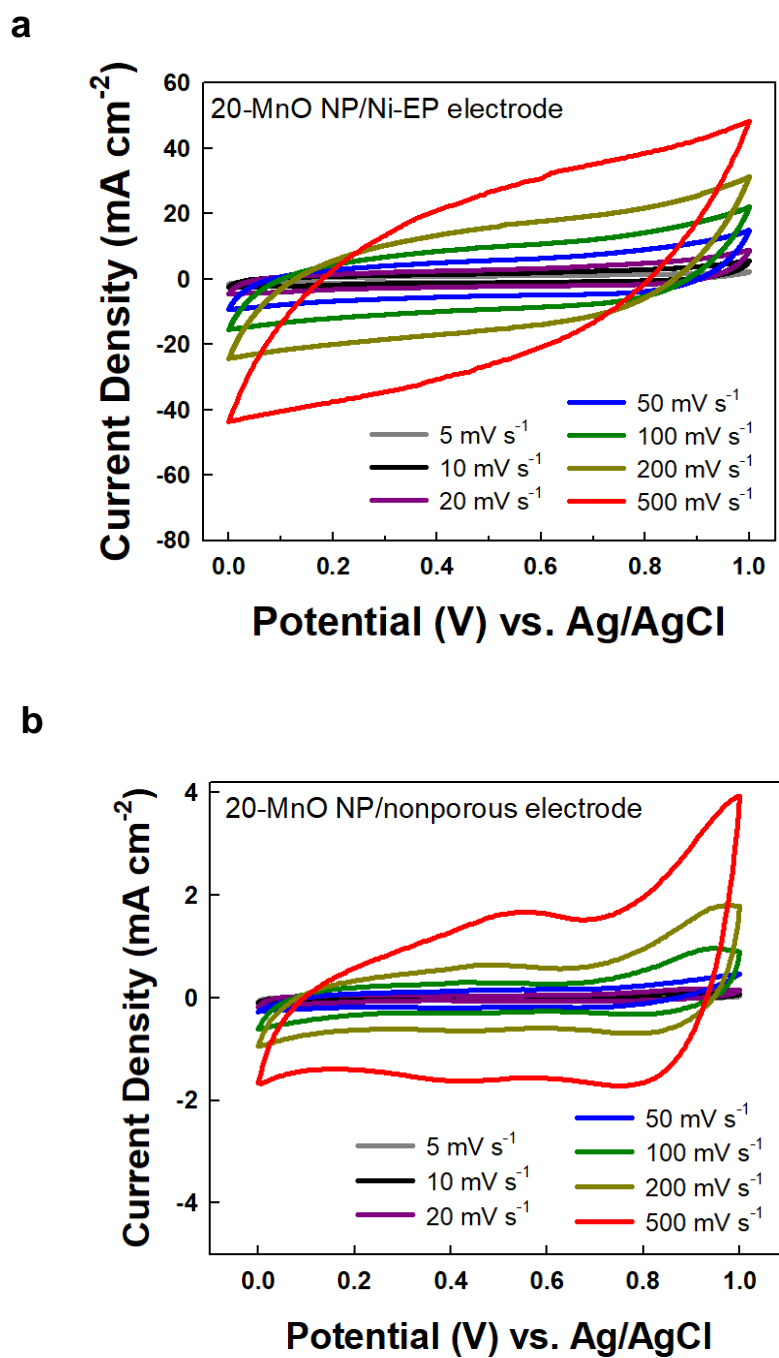 a
20-MnO NP/Ni-EP electrode
Current Density (mA cm⁻²)
60
40
20
0
-20
-40
-60
-80
5 mV s⁻¹
10 mV s⁻¹
20 mV s⁻¹
50 mV s⁻¹
100 mV s⁻¹
200 mV s⁻¹
500 mV s⁻¹
0.0 0.2 0.4 0.6 0.8 1.0
Potential (V) vs. Ag/AgCl
b
20-MnO NP/nonporous electrode
Current Density (mA cm⁻²)
4
2
0
-2
-4
5 mV s⁻¹
10 mV s⁻¹
20 mV s⁻¹
50 mV s⁻¹
100 mV s⁻¹
200 mV s⁻¹
500 mV s⁻¹
0.0 0.2 0.4 0.6 0.8 1.0
Potential (V) vs. Ag/AgCl